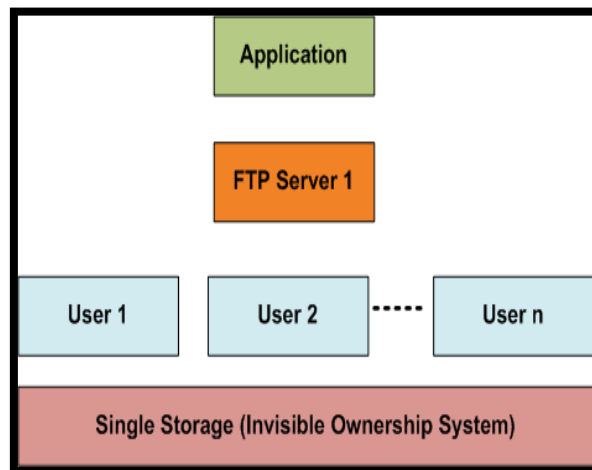 Application
FTP Server 1
User 1 User 2 ..... User n
Single Storage (Invisible Ownership System)